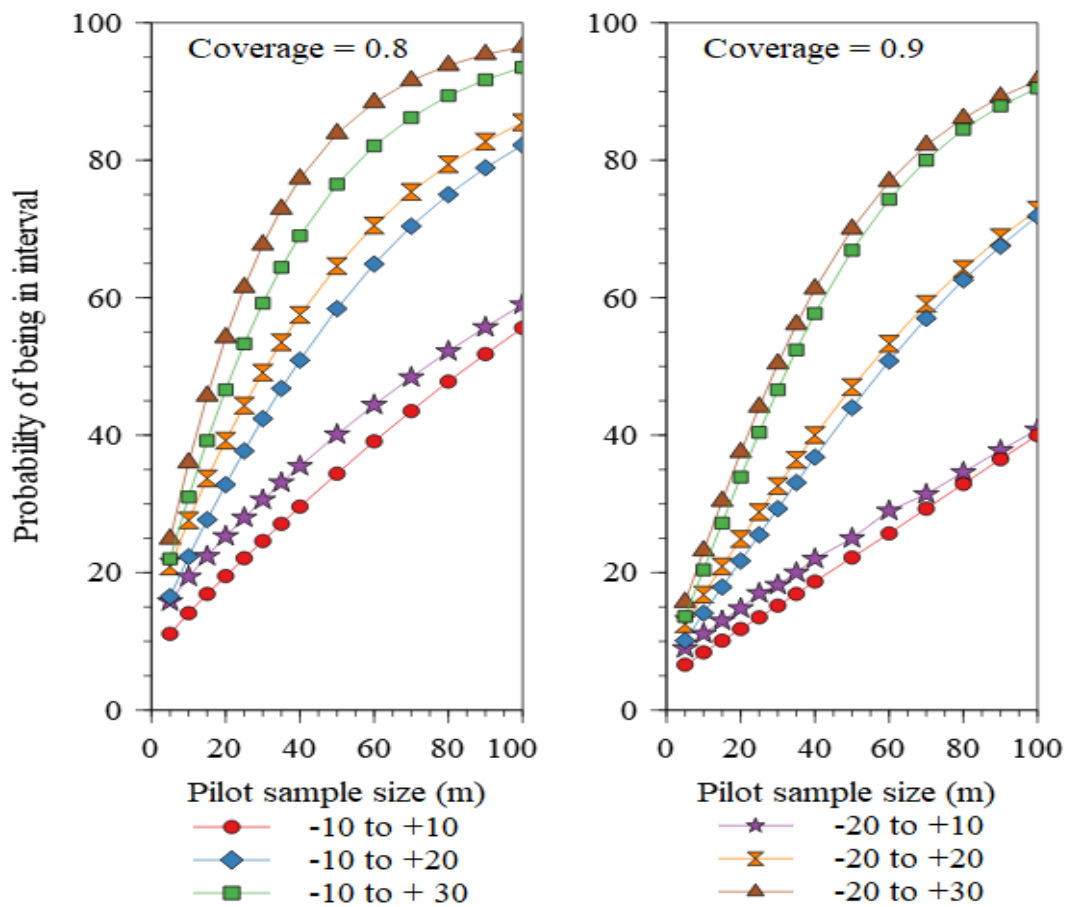 Coverage = 0.8
Coverage = 0.9
Probability of being in interval
100
80
60
40
20
0
100
80
60
40
20
0
0 20 40 60 80 100
0 20 40 60 80 100
Pilot sample size (m)
Pilot sample size (m)
-10 to +10
-10 to +20
-10 to + 30
-20 to +10
-20 to +20
-20 to +30